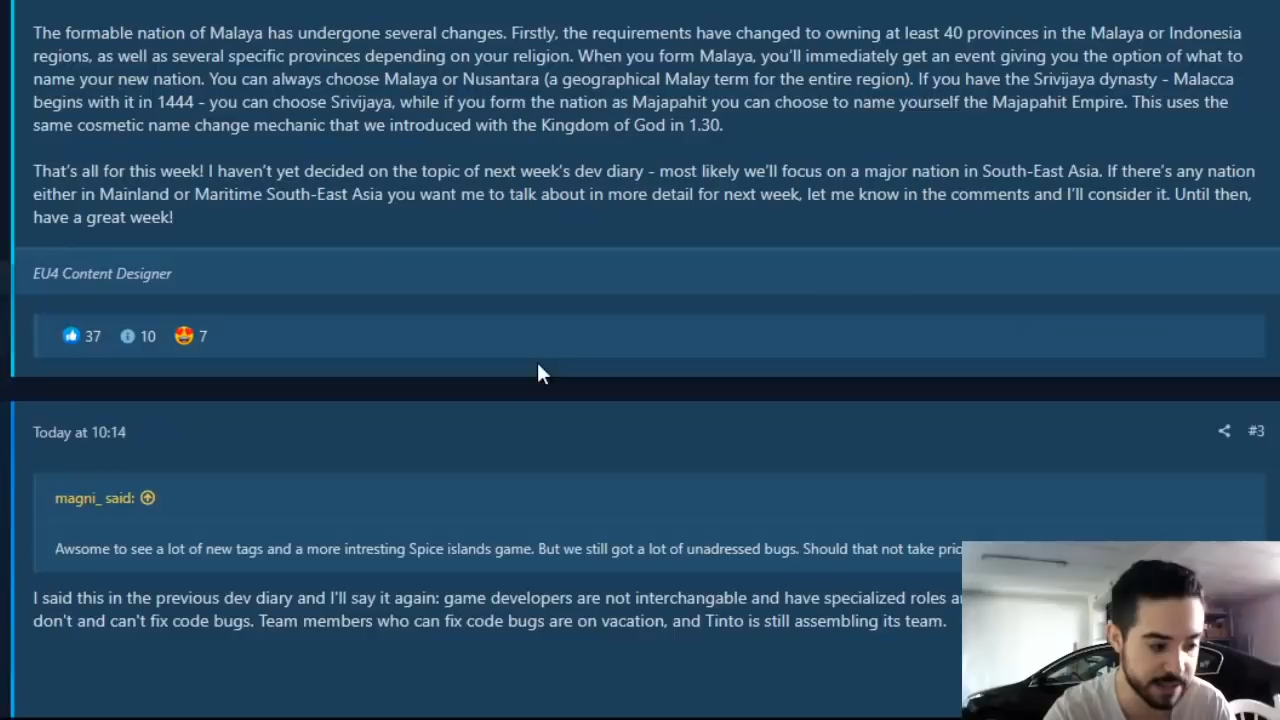 The formable nation of Malaya has undergone several changes. Firstly, the requirements have changed to owning at least 40 provinces in the Malaya or Indonesia
regions, as well as several specific provinces depending on your religion. When you form Malaya, you'll immediately get an event giving you the option of what to
name your new nation. You can always choose Malaya or Nusantara (a geographical Malay term for the entire region). If you have the Srivijaya dynasty - Malacca
begins with it in 1444 - you can choose Srivijaya, while if you form the nation as Majapahit you can choose to name yourself the Majapahit Empire. This uses the
same cosmetic name change mechanic that we introduced with the Kingdom of God in 1.30.
That's all for this week! I haven't yet decided on the topic of next week's dev diary - most likely we'll focus on a major nation in South-East Asia. If there's any nation
either in Mainland or Maritime South-East Asia you want me to talk about in more detail for next week, let me know in the comments and I'll consider it. Until then,
have a great week!
EU4 Content Designer
37 10 7
Today at 10:14 #3
magni_ said:
Awsome to see a lot of new tags and a more intresting Spice islands game. But we still got a lot of unadressed bugs. Should that not take
I said this in the previous dev diary and I'll say it again: game developers are not interchangable and have specialized roles
don't and can't fix code bugs. Team members who can fix code bugs are on vacation, and Tinto is still assembling its team.